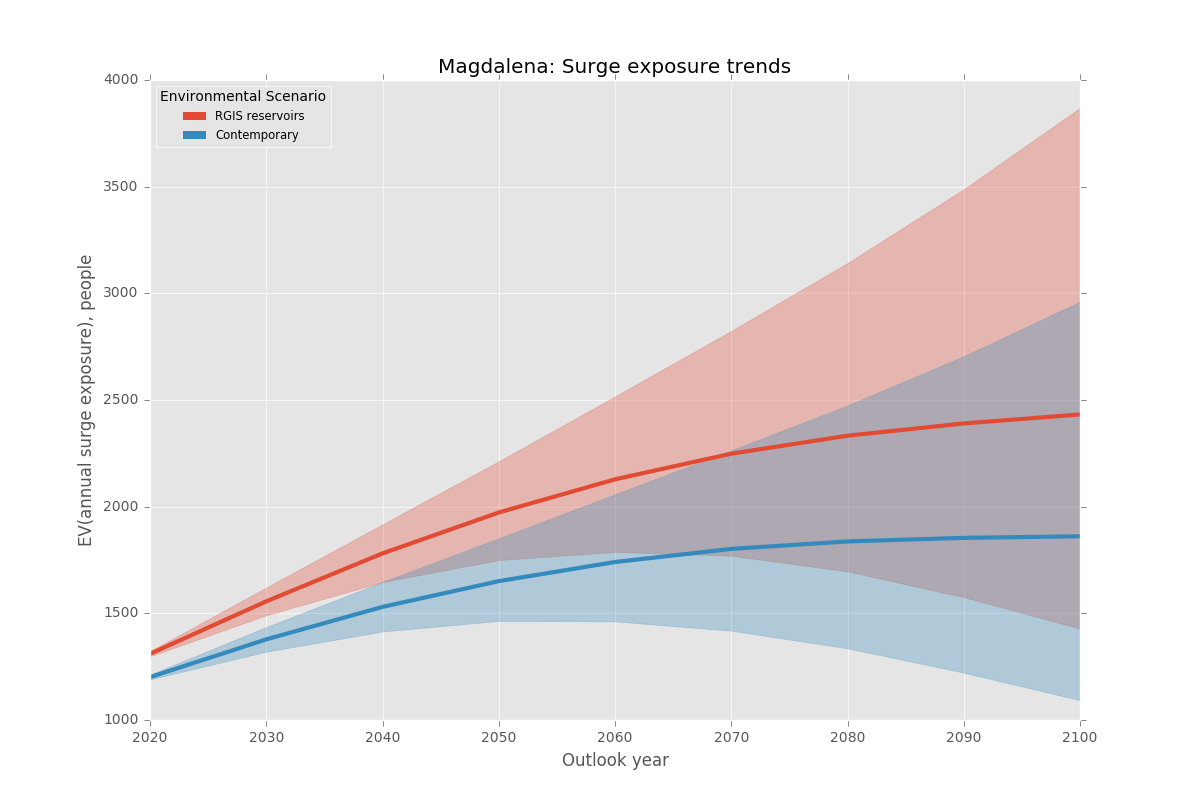 Magdalena: Surge exposure trends
Environmental Scenario
RGIS reservoirs
Contemporary
4000
3500
3000
2500
2000
1500
1000
EV(annual surge exposure), people
2020 2030 2040 2050 2060 2070 2080 2090 2100
Outlook year